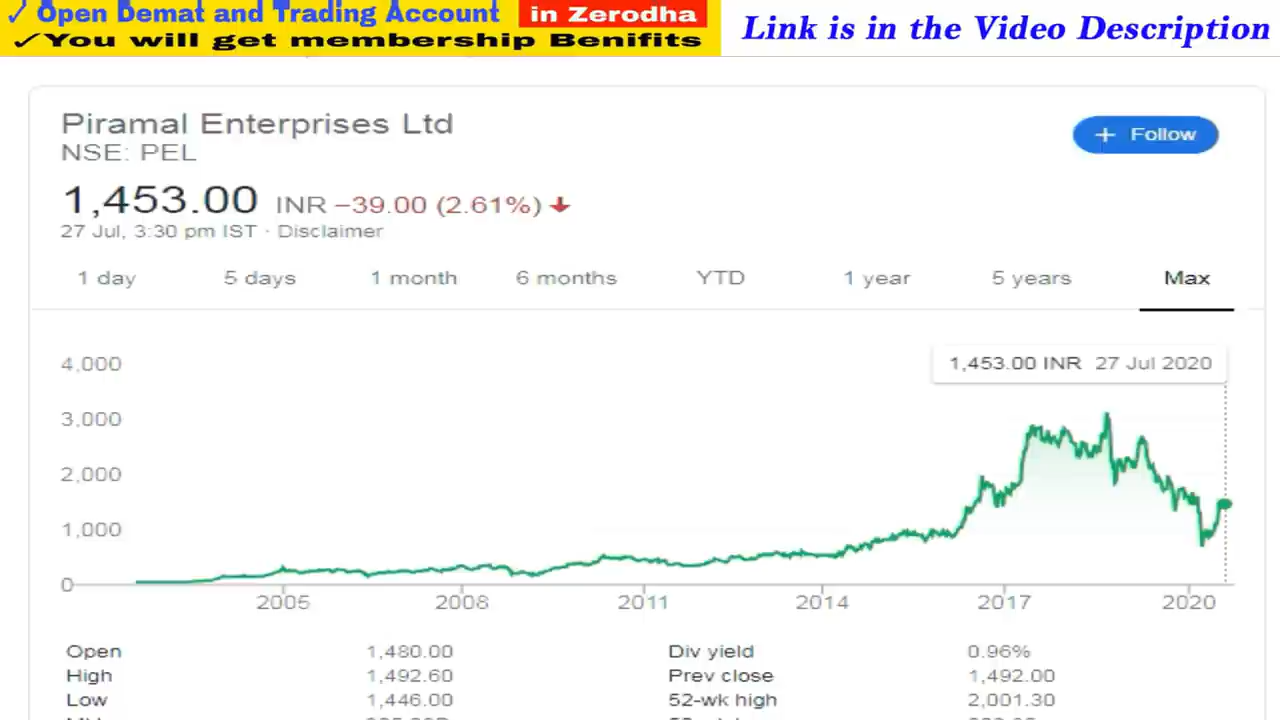 ✓ Open Demat and Trading Account in Zerodha
✓You will get membership Benifits
Link is in the Video Description
Piramal Enterprises Ltd
NSE: PEL
+ Follow
1,453.00 INR −39.00 (2.61%) ↓
27 Jul, 3:30 pm IST · Disclaimer
1 day 5 days 1 month 6 months YTD 1 year 5 years Max
1,453.00 INR 27 Jul 2020
4,000
3,000
2,000
1,000
0
2005 2008 2011 2014 2017 2020
Open 1,480.00 Div yield 0.96%
High 1,492.60 Prev close 1,492.00
Low 1,446.00 52-wk high 2,001.30